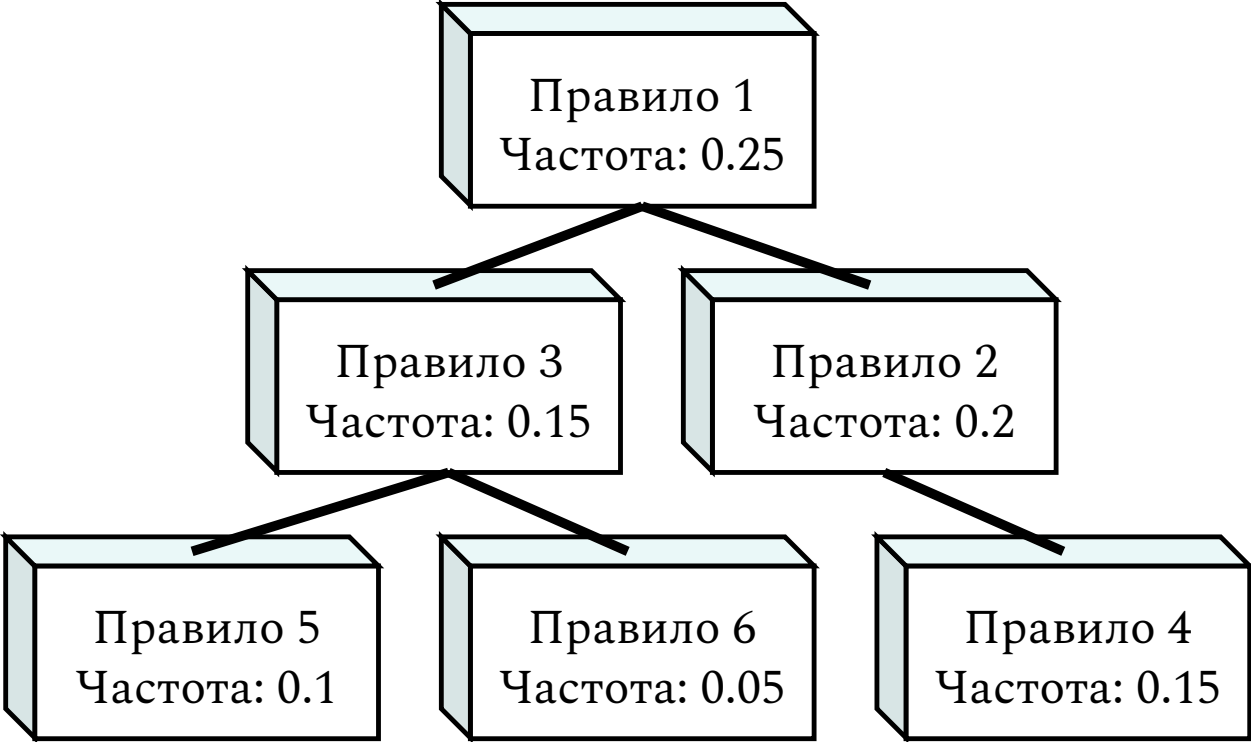 Правило 1
Частота: 0.25
Правило 3
Частота: 0.15
Правило 2
Частота: 0.2
Правило 5
Частота: 0.1
Правило 6
Частота: 0.05
Правило 4
Частота: 0.15